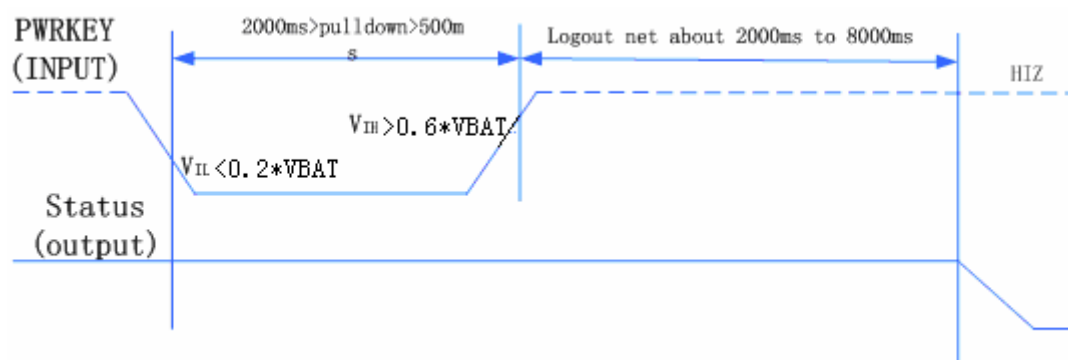 PWRKEY
(INPUT)
2000ms>pulldown>500m
s
Logout net about 2000ms to 8000ms
HIZ
VIH>0.6*VBAT
VIL<0.2*VBAT
Status
(output)